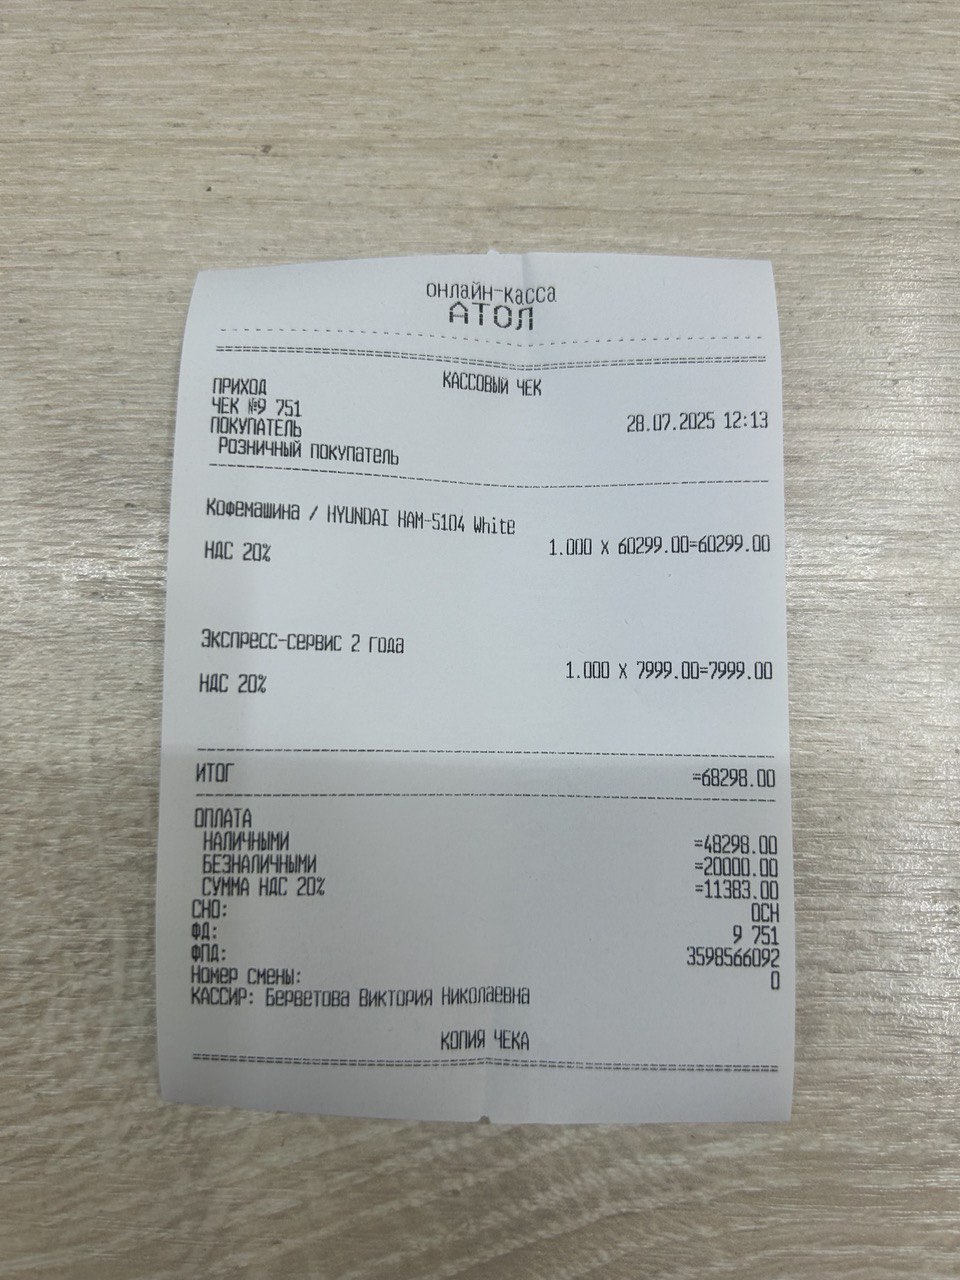 онлайн-касса
АТОЛ
КАССОВЫЙ ЧЕК
ПРИХОД
ЧЕК №9 751
28.07.2025 12:13
ПОКУПАТЕЛЬ
Розничный покупатель
Кофемашина / HYUNDAI HAM-5104 White
1.000 X 60299.00=60299.00
НДС 20%
Экспресс-сервис 2 года
1.000 X 7999.00=7999.00
НДС 20%
ИТОГ =68298.00
ОПЛАТА
НАЛИЧНЫМИ =48298.00
БЕЗНАЛИЧНЫМИ =20000.00
СУММА НДС 20% =11383.00
СНО: ОСН
ФД: 9 751
ФПД: 3598566092
Номер смены: 0
КАССИР: Берветова Виктория Николаевна
КОПИЯ ЧЕКА